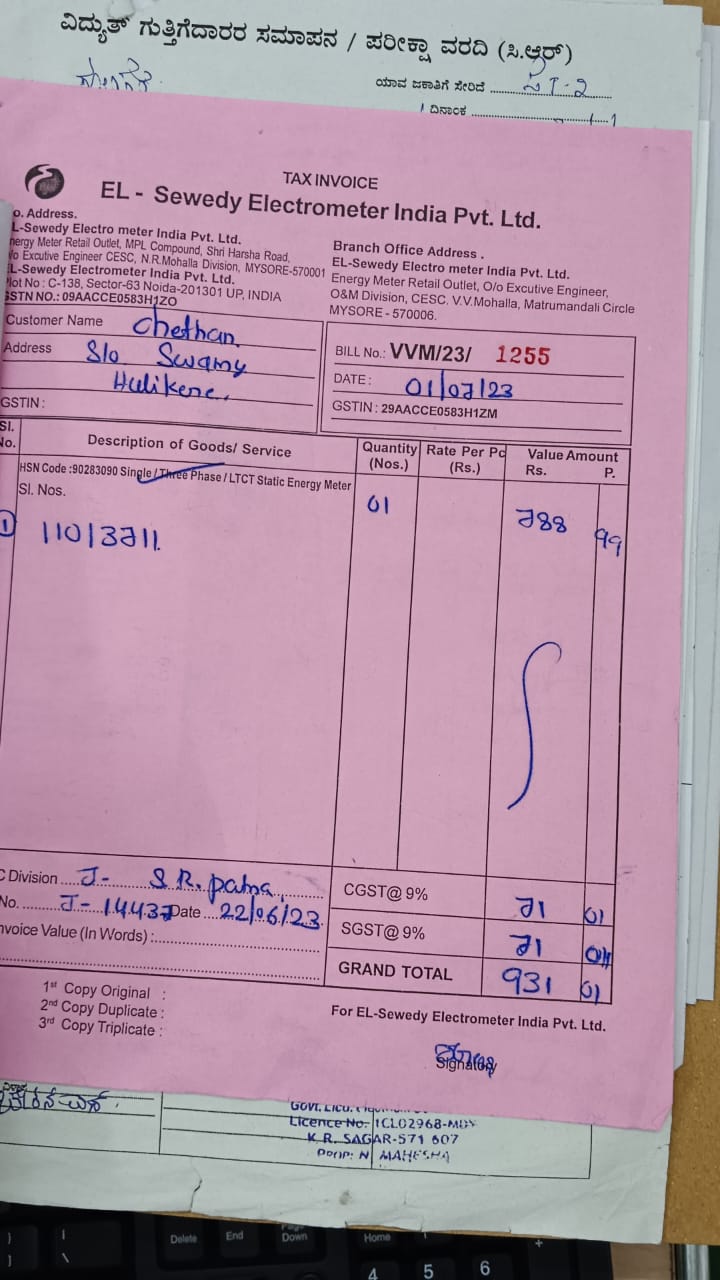 ವಿದ್ಯುತ್ ಗುತ್ತಿಗೆದಾರರ ಸಮಾಪನ / ಪರೀಕ್ಷಾ ವರದಿ (ಸಿ.ಆರ್)
ಯಾವ ಜಕಾತಿಗೆ ಸೇರಿದೆ
ದಿನಾಂಕ
TAX INVOICE
EL - Sewedy Electrometer India Pvt. Ltd.
o. Address.
L-Sewedy Electro meter India Pvt. Ltd.
nergy Meter Retail Outlet, MPL Compound, Shri Harsha Road,
/o Excutive Engineer CESC, N.R.Mohalla Division, MYSORE-570001
L-Sewedy Electrometer India Pvt. Ltd.
lot No : C-138, Sector-63 Noida-201301 UP, INDIA
GSTN NO.: 09AACCE0583H1ZO
Branch Office Address .
EL-Sewedy Electro meter India Pvt. Ltd.
Energy Meter Retail Outlet, O/o Excutive Engineer,
O&M Division, CESC. V.V.Mohalla, Matrumandali Circle
MYSORE - 570006.
Customer Name Chethan
Address S/o Swamy
Hulikere.
GSTIN :
BILL No.: VVM/23/ 1255
DATE : 01/07/23
GSTIN : 29AACCE0583H1ZM
Sl. No. Description of Goods/ Service Quantity (Nos.) Rate Per Pc (Rs.) Value Amount Rs. P.
HSN Code :90283090 Single / Three Phase / LTCT Static Energy Meter
Sl. Nos. 01 788 99
1 11013711.
C Division J- S.R.patna
No. J-14437 Date 22/06/23.
nvoice Value (In Words) :
CGST@ 9% 71 01
SGST@ 9% 71 01
GRAND TOTAL 931 01
1st Copy Original :
2nd Copy Duplicate :
3rd Copy Triplicate :
For EL-Sewedy Electrometer India Pvt. Ltd.
Signatory
Licence No- 1CL02968-MDY
K.R. SAGAR-571 607
Prop: N MAHESHA
Delete End Page Down Home
4 5 6 +